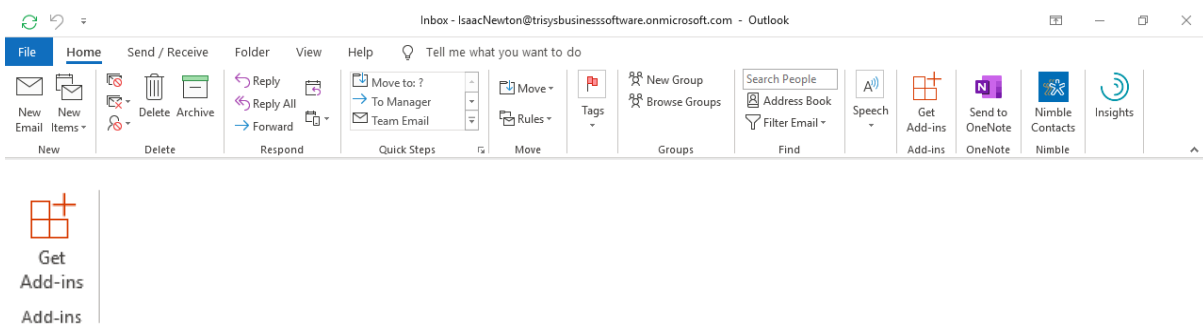 Inbox - IsaacNewton@trisysbusinesssoftware.onmicrosoft.com - Outlook
File Home Send / Receive Folder View Help Tell me what you want to do
New Email
New Items
Delete
Archive
Delete
Reply
Reply All
Forward
Respond
Move to: ?
To Manager
Team Email
Quick Steps
Move
Rules
Move
Tags
New Group
Browse Groups
Groups
Search People
Address Book
Filter Email
Find
Speech
Get
Add-ins
Add-ins
Send to
OneNote
OneNote
Nimble
Contacts
Nimble
Insights
New
Get
Add-ins
Add-ins